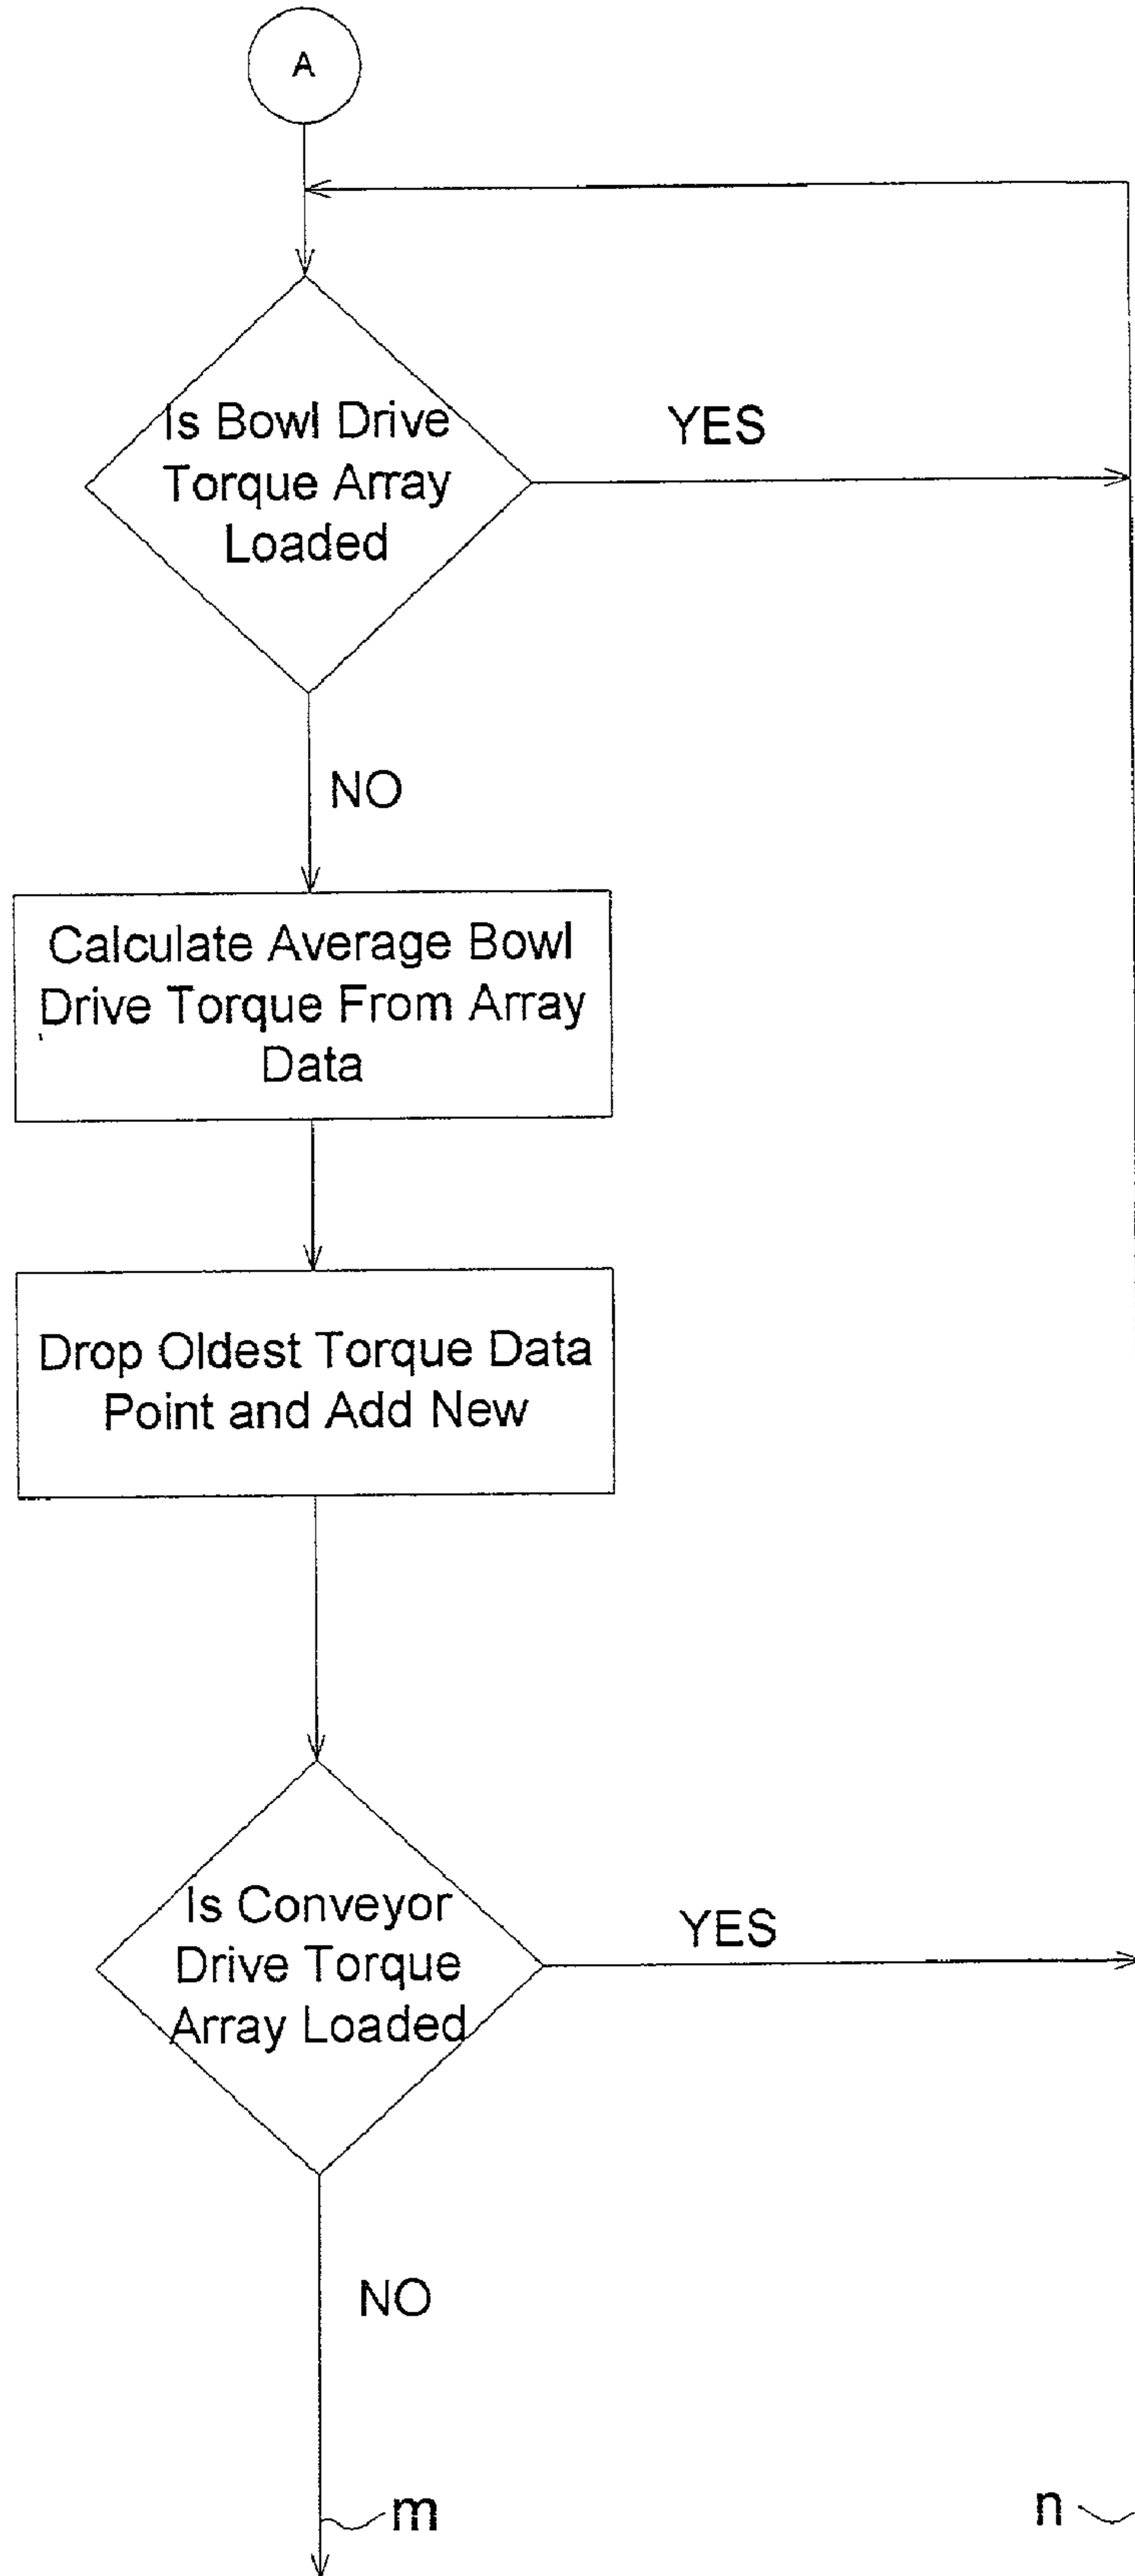 A
Is Bowl Drive
Torque Array
Loaded
YES
NO
Calculate Average Bowl
Drive Torque From Array
Data
Drop Oldest Torque Data
Point and Add New
Is Conveyor
Drive Torque
Array Loaded
YES
NO
m
n